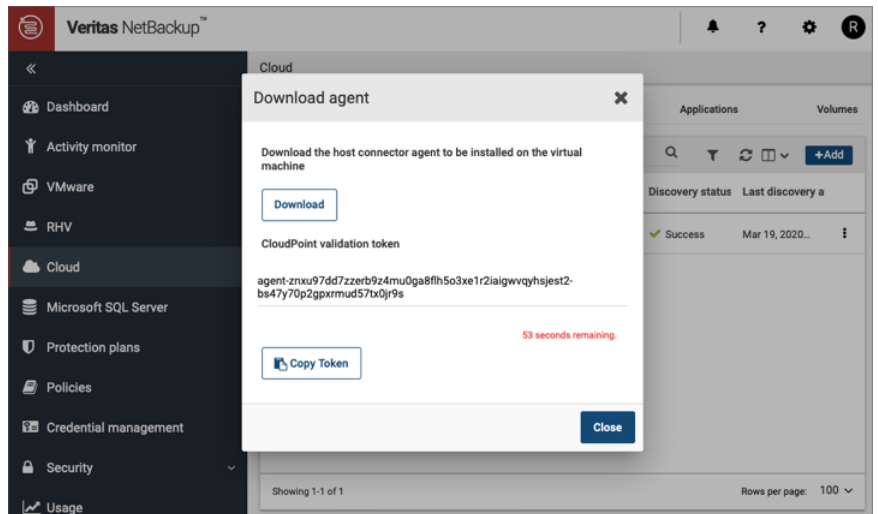 Veritas NetBackup™
? R
«
Cloud
Dashboard
Activity monitor
VMware
RHV
Cloud
Microsoft SQL Server
Protection plans
Policies
Credential management
Security
Usage
Download agent
Download the host connector agent to be installed on the virtual
machine
Download
CloudPoint validation token
agent-znxu97dd7zzerb9z4mu0ga8flh5o3xe1r2iaigwvqyhsjest2-
bs47y70p2gpxrmud57tx0jr9s
53 seconds remaining.
Copy Token
Close
Applications Volumes
+Add
Discovery status Last discovery a
Success Mar 19, 2020...
Showing 1-1 of 1 Rows per page: 100